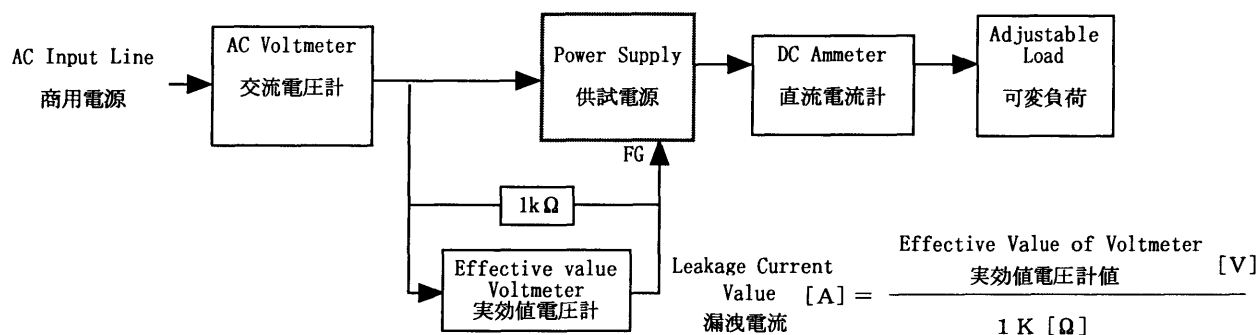 AC Input Line
商用電源
AC Voltmeter
交流電圧計
Power Supply
供試電源
DC Ammeter
直流電流計
Adjustable
Load
可変負荷
FG
1kΩ
Effective value
Voltmeter
実効値電圧計
Leakage Current
Value [A] =
漏洩電流
Effective Value of Voltmeter
実効値電圧計値 [V]
1 K [Ω]